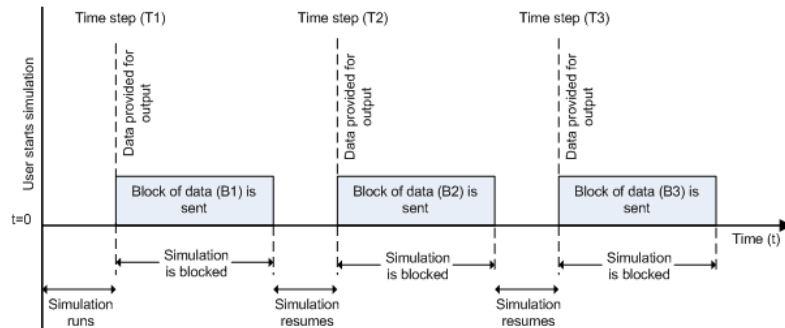 Time step (T1)
Time step (T2)
Time step (T3)
User starts simulation
Data provided for
output
Data provided for
output
Data provided for
output
Block of data (B1) is
sent
Block of data (B2) is
sent
Block of data (B3) is
sent
t=0
Time (t)
Simulation
is blocked
Simulation
is blocked
Simulation
is blocked
Simulation
runs
Simulation
resumes
Simulation
resumes